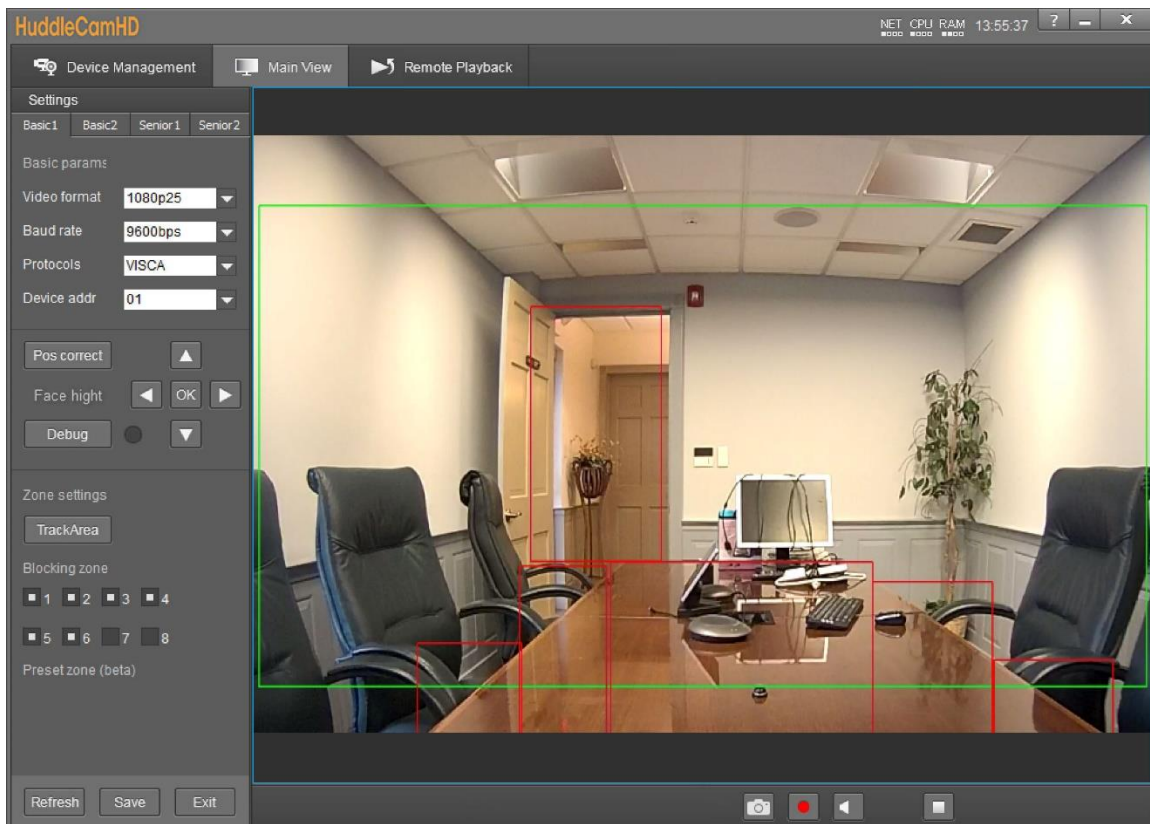 HuddleCamHD
NET CPU RAM 13:55:37 ?
Device Management Main View Remote Playback
Settings
Basic1 Basic2 Senior1 Senior2
Basic params
Video format 1080p25
Baud rate 9600bps
Protocols VISCA
Device addr 01
Pos correct
Face hight OK
Debug
Zone settings
TrackArea
Blocking zone
1 2 3 4
5 6 7 8
Preset zone (beta)
Refresh Save Exit